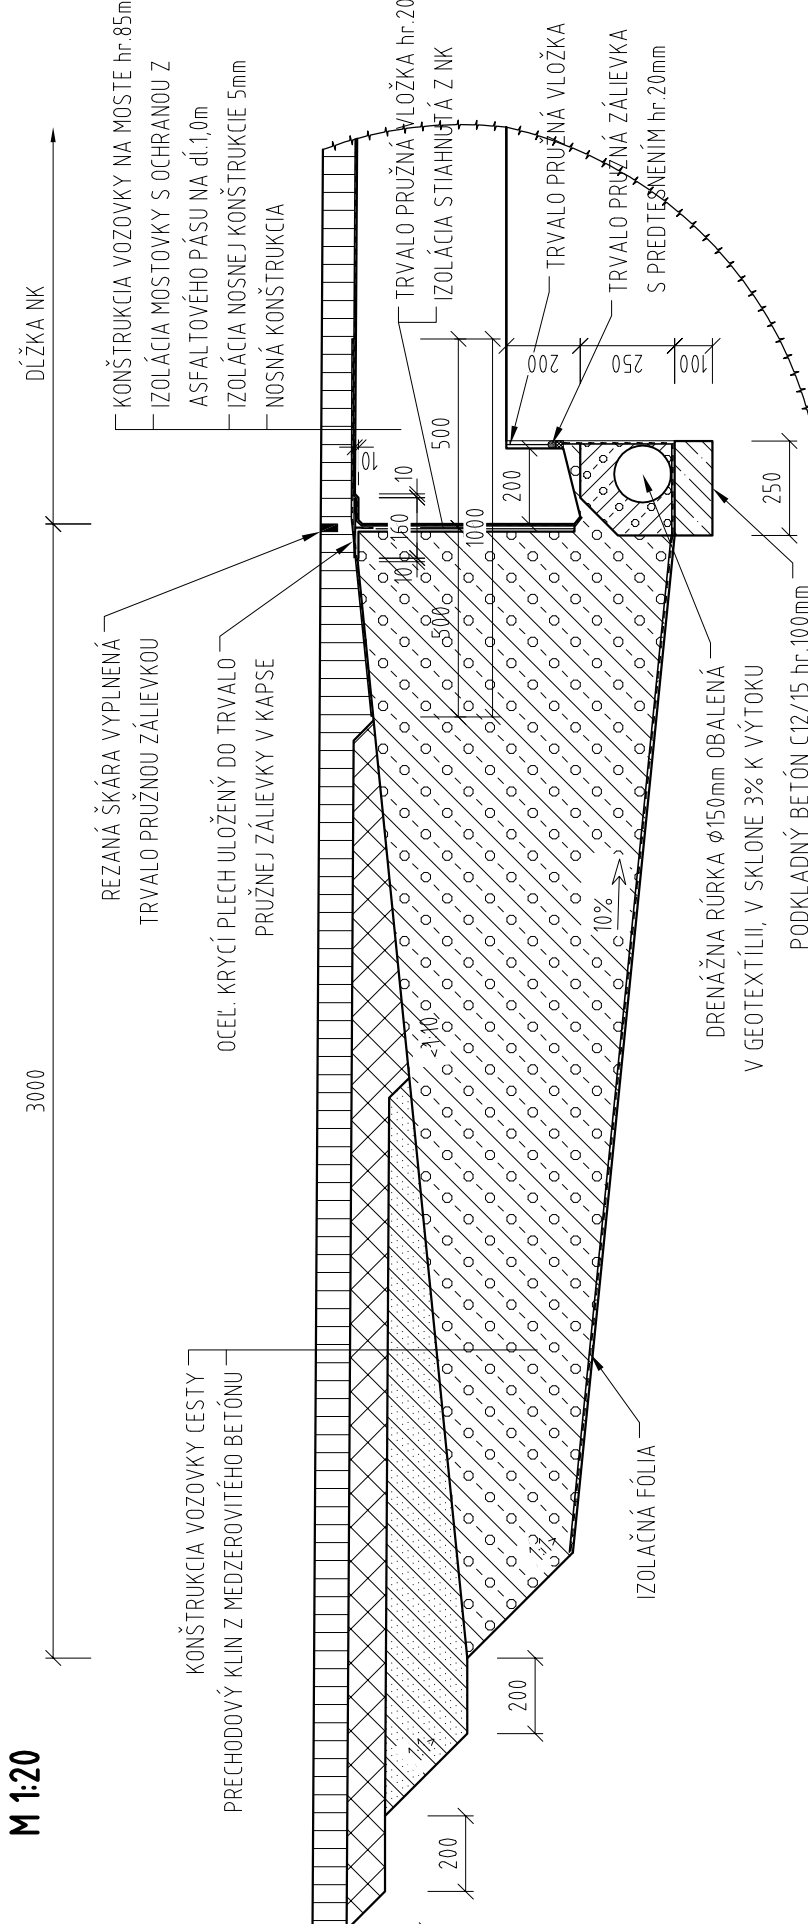 M 1:20
3000
DĹŽKA NK
KONŠTRUKCIA VOZOVKY NA MOSTE hr.85m
IZOLÁCIA MOSTOVKY S OCHRANOU Z
ASFALTOVÉHO PÁSU NA dl.1,0m
IZOLÁCIA NOSNEJ KONŠTRUKCIE 5mm
NOSNÁ KONŠTRUKCIA
TRVALO PRUŽNÁ VLOŽKA hr.20
IZOLÁCIA STIAHNUTÁ Z NK
TRVALO PRUŽNÁ VLOŽKA
TRVALO PRUŽNÁ ZÁLIEVKA
S PREDTESNENÍM hr.20mm
REZANÁ ŠKÁRA VYPLNENÁ
TRVALO PRUŽNOU ZÁLIEVKOU
OCEĽ. KRYCÍ PLECH ULOŽENÝ DO TRVALO
PRUŽNEJ ZÁLIEVKY V KAPSE
KONŠTRUKCIA VOZOVKY CESTY
PRECHODOVÝ KLIN Z MEDZEROVITÉHO BETÓNU
IZOLAČNÁ FÓLIA
DRENÁŽNA RÚRKA ϕ150mm OBALENÁ
V GEOTEXTÍLII, V SKLONE 3% K VÝTOKU
PODKLADNÝ BETÓN C12/15 hr.100mm
10
10
160
10
500
500
1000
200
200
250
100
250
<1:10
10%
1:1
1:1
200
200